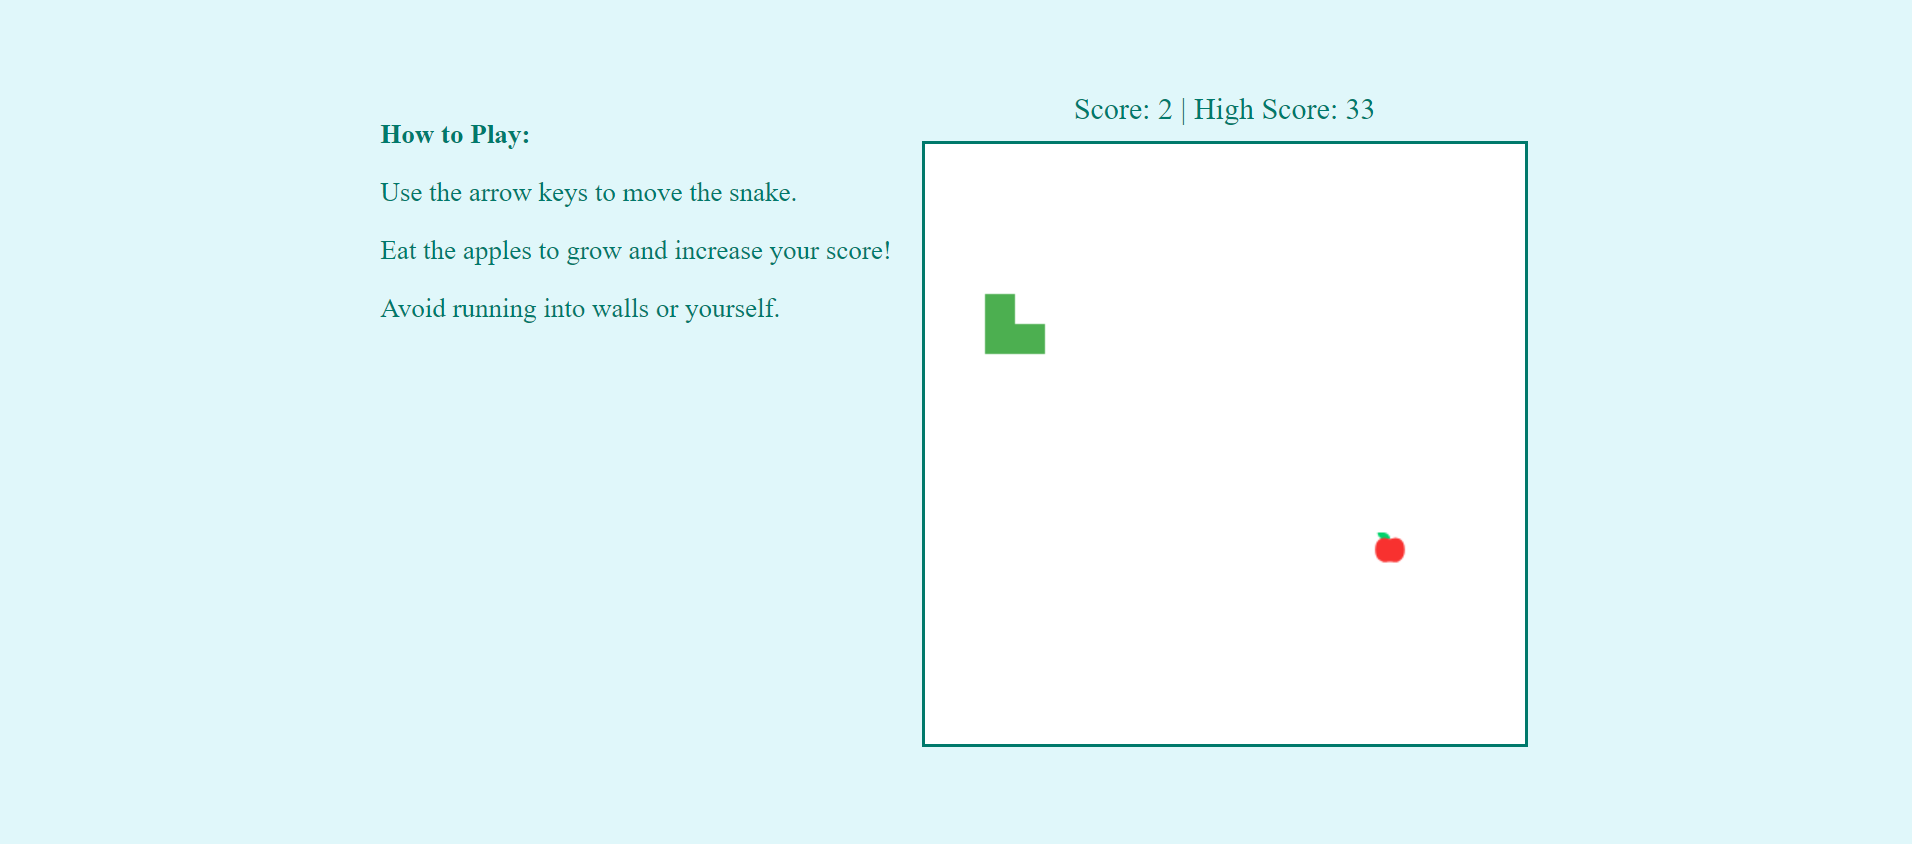 How to Play:
Use the arrow keys to move the snake.
Eat the apples to grow and increase your score!
Avoid running into walls or yourself.
Score: 2 | High Score: 33